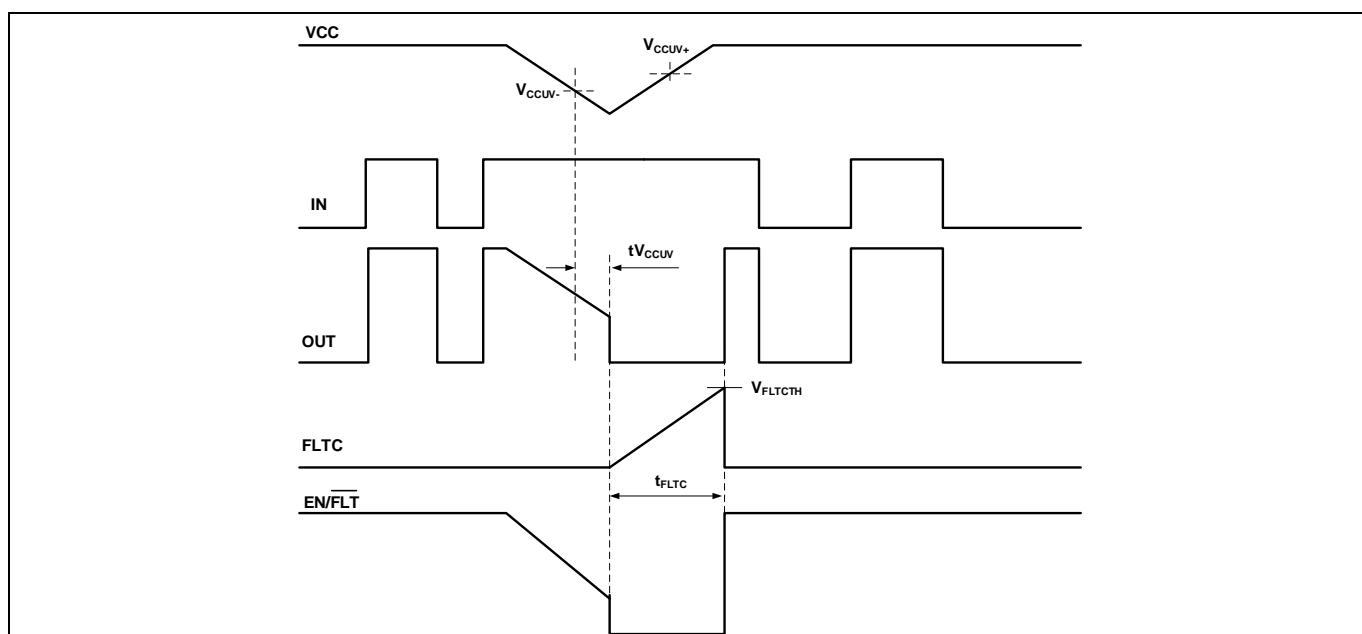 VCC
VCCUV+
VCCUV-
IN
tVCCUV
OUT
VFLTCTH
FLTC
tFLTC
EN/FLT